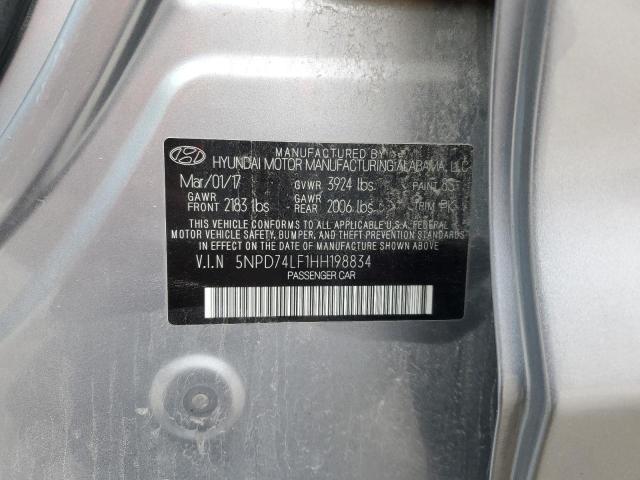 MANUFACTURED BY
HYUNDAI MOTOR MANUFACTURING ALABAMA, LLC
Mar/01/17 GVWR 3924 lbs PAINT
GAWR FRONT 2183 lbs GAWR REAR 2006 lbs TRIM
THIS VEHICLE CONFORMS TO ALL APPLICABLE U.S.A. FEDERAL
MOTOR VEHICLE SAFETY, BUMPER, AND THEFT PREVENTION STANDARDS
IN EFFECT ON THE DATE OF MANUFACTURE SHOWN ABOVE.
V.I.N 5NPD74LF1HH198834
PASSENGER CAR